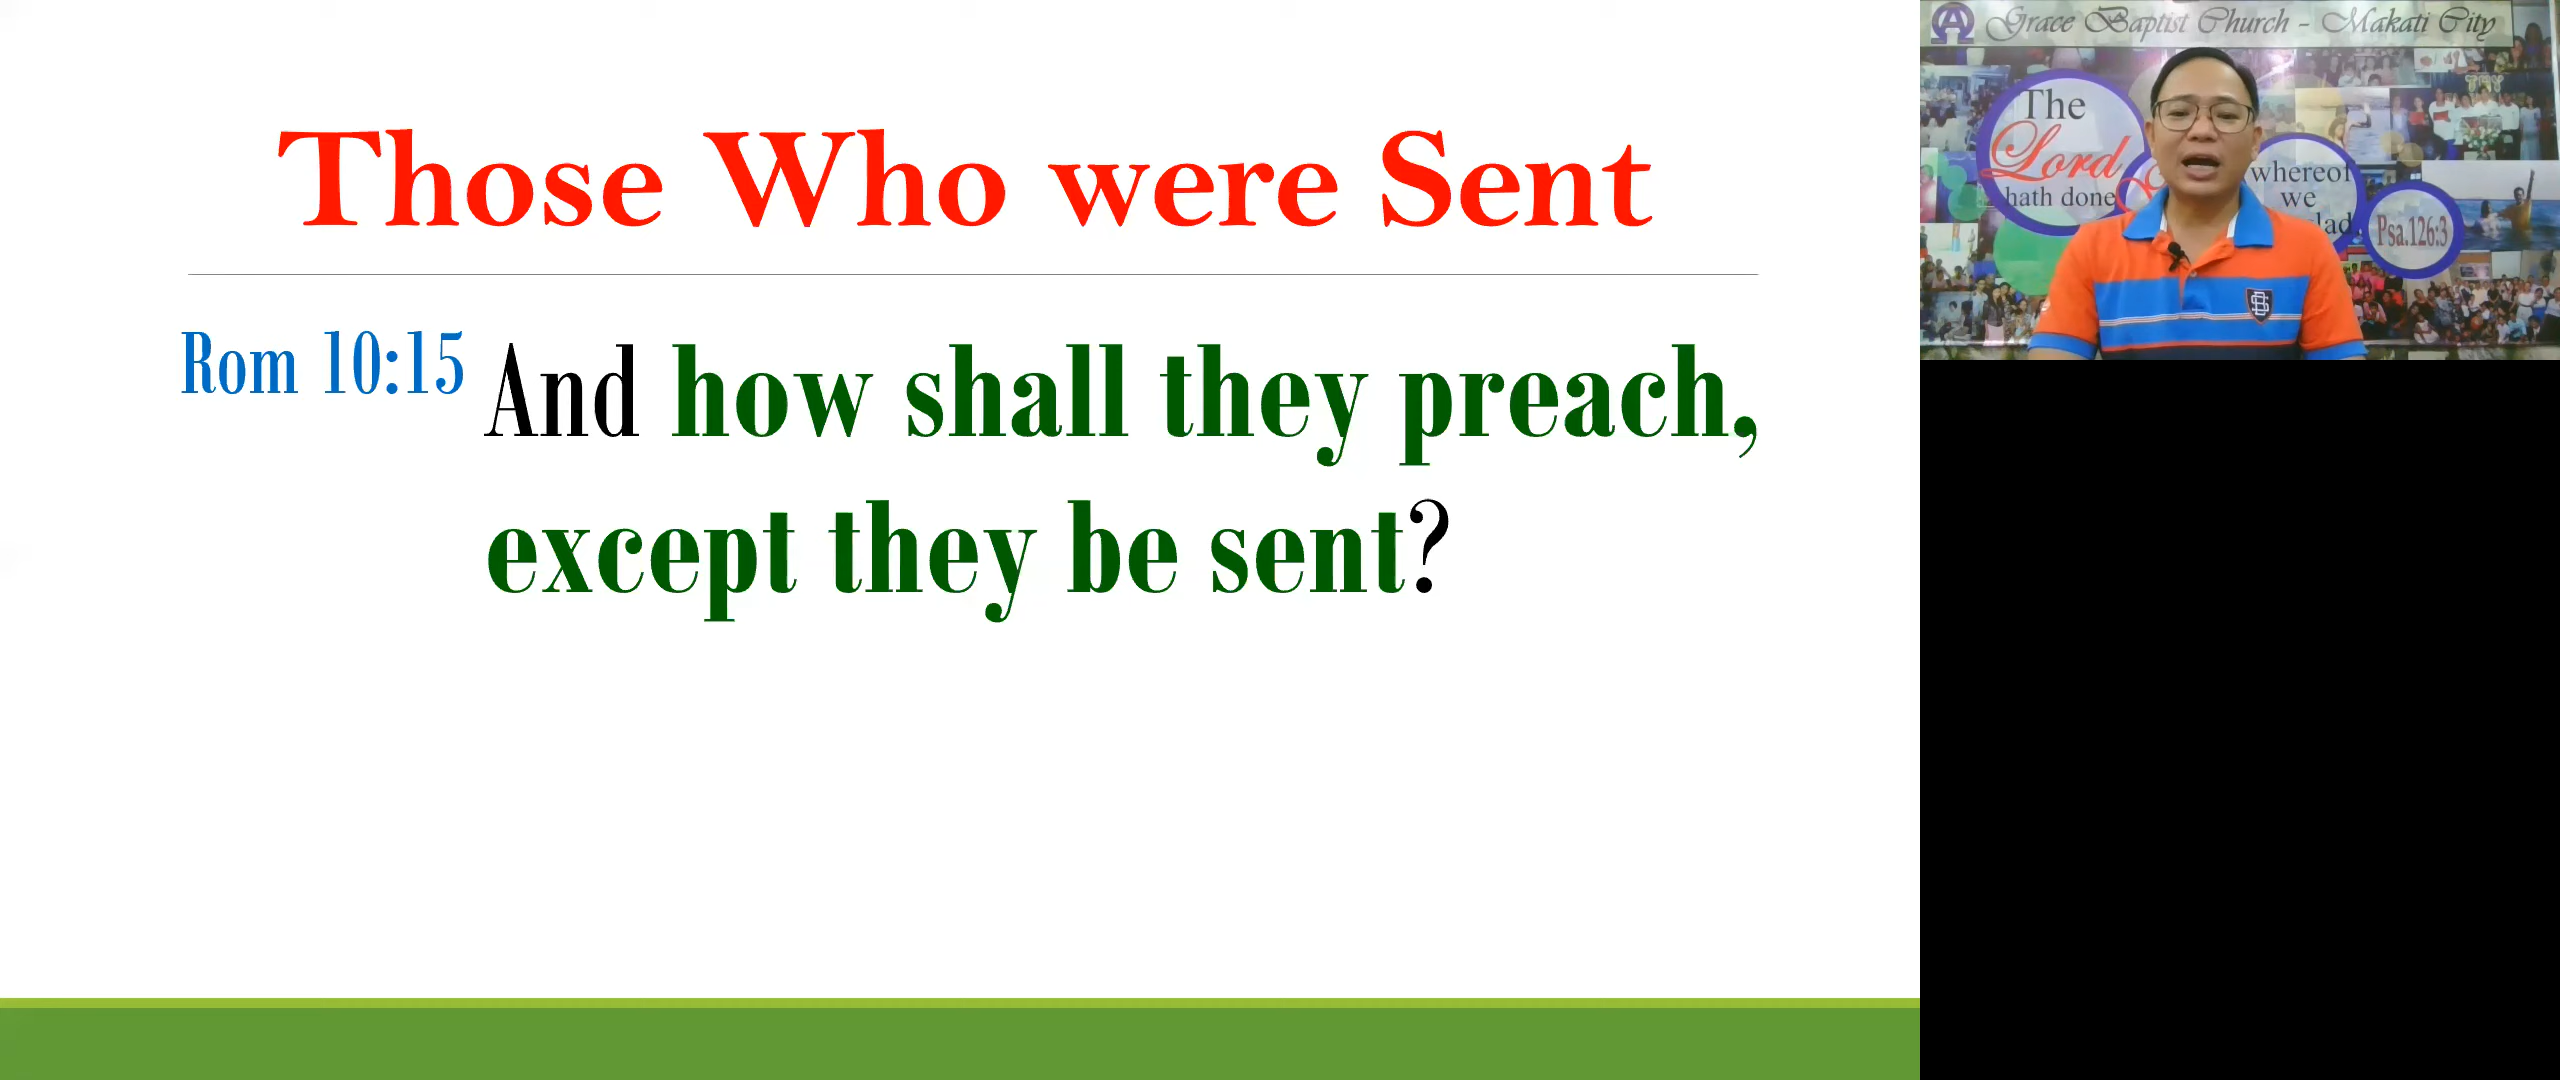 Those Who were Sent
Rom 10:15 And how shall they preach,
except they be sent?
Grace Baptist Church - Makati City
The
Lord
hath done
whereof
we
Psa.126:3